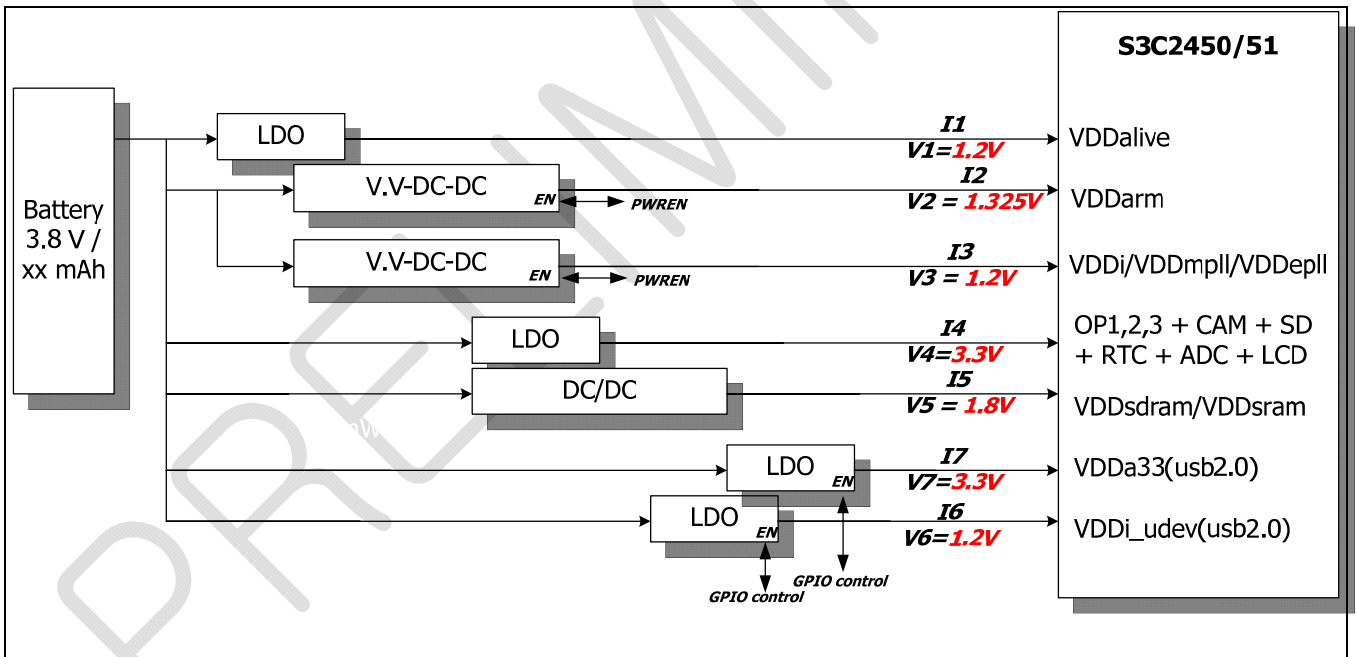 S3C2450/51
Battery
3.8 V /
xx mAh
LDO
I1
V1=1.2V
VDDalive
V.V-DC-DC
EN
PWREN
I2
V2 = 1.325V
VDDarm
V.V-DC-DC
EN
PWREN
I3
V3 = 1.2V
VDDi/VDDmpll/VDDepll
LDO
I4
V4=3.3V
OP1,2,3 + CAM + SD
+ RTC + ADC + LCD
DC/DC
I5
V5 = 1.8V
VDDsdram/VDDsram
LDO
EN
I7
V7=3.3V
VDDa33(usb2.0)
LDO
EN
I6
V6=1.2V
VDDi_udev(usb2.0)
GPIO control
GPIO control